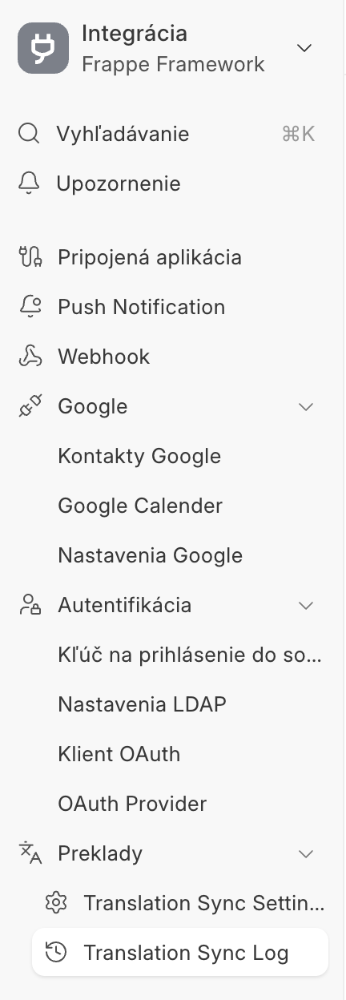 Integrácia
Frappe Framework
Vyhľadávanie ⌘K
Upozornenie
Pripojená aplikácia
Push Notification
Webhook
Google
Kontakty Google
Google Calender
Nastavenia Google
Autentifikácia
Kľúč na prihlásenie do so...
Nastavenia LDAP
Klient OAuth
OAuth Provider
Preklady
Translation Sync Settin...
Translation Sync Log